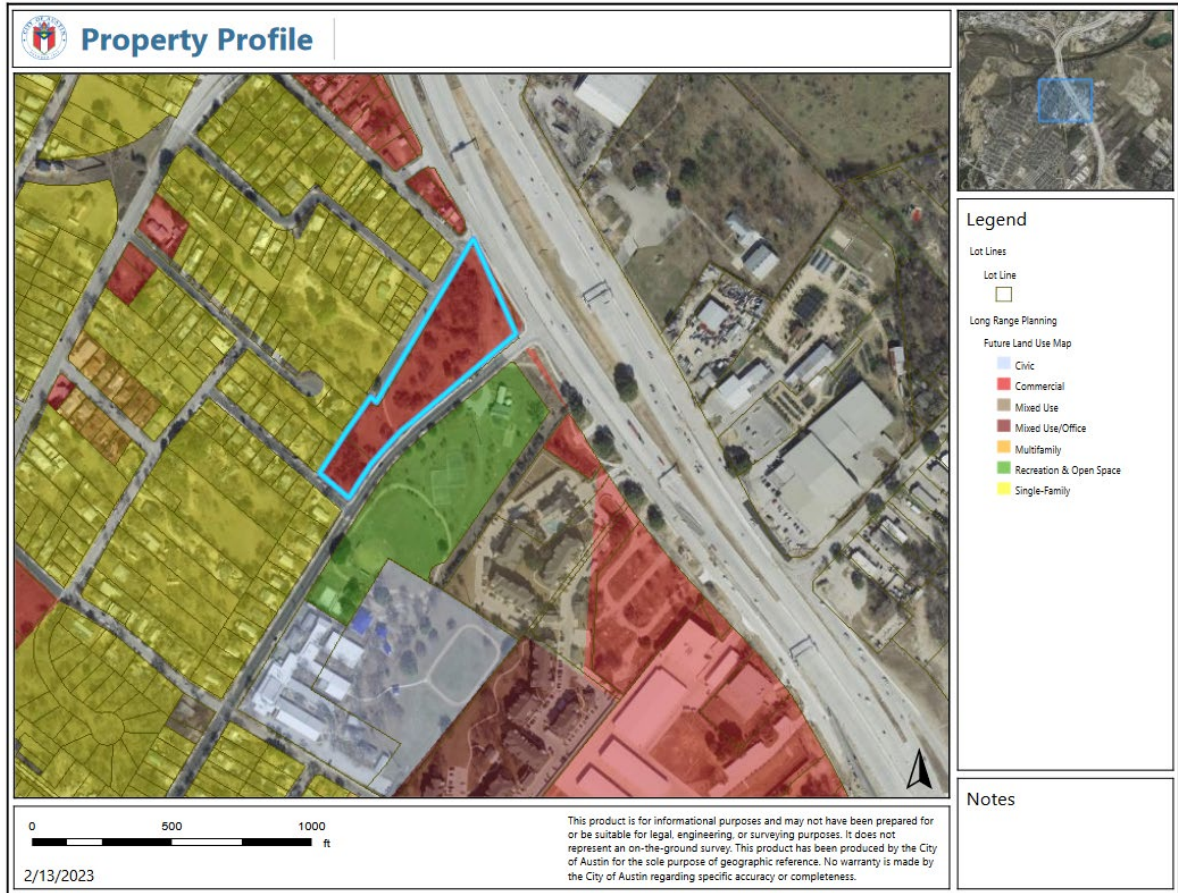 Property Profile
Legend
Lot Lines
Lot Line
Long Range Planning
Future Land Use Map
Civic
Commercial
Mixed Use
Mixed Use/Office
Multifamily
Recreation & Open Space
Single-Family
Notes
0 500 1000
ft
2/13/2023
This product is for informational purposes and may not have been prepared for
or be suitable for legal, engineering, or surveying purposes. It does not
represent an on-the-ground survey. This product has been produced by the City
of Austin for the sole purpose of geographic reference. No warranty is made by
the City of Austin regarding specific accuracy or completeness.